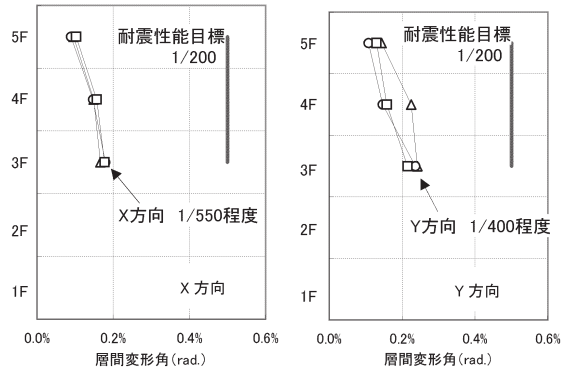 5F
4F
3F
2F
1F
耐震性能目標
1/200
X方向 1/550程度
X 方向
0.0%
0.2%
0.4%
0.6%
層間変形角(rad.)
5F
4F
3F
2F
1F
耐震性能目標
1/200
Y方向 1/400程度
Y 方向
0.0%
0.2%
0.4%
0.6%
層間変形角(rad.)